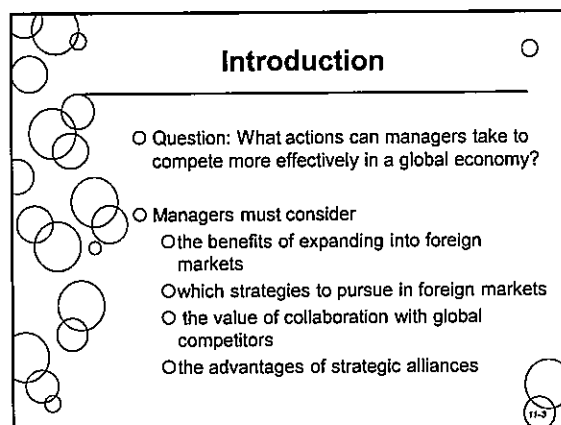 Introduction
Question: What actions can managers take to
compete more effectively in a global economy?
Managers must consider
the benefits of expanding into foreign
markets
which strategies to pursue in foreign markets
the value of collaboration with global
competitors
the advantages of strategic alliances
11-3